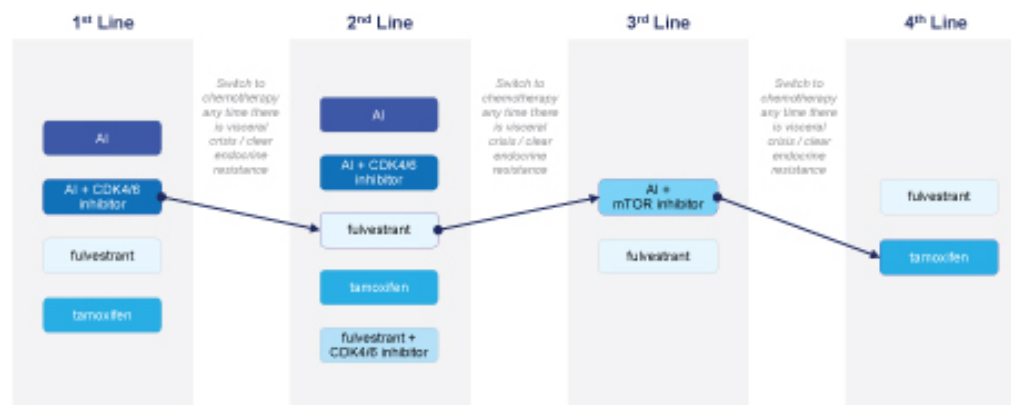 1st Line
AI
AI + CDK4/6
inhibitor
fulvestrant
tamoxifen
Switch to
chemotherapy
any time there
is visceral
crisis / clear
endocrine
resistance
2nd Line
AI
AI + CDK4/6
inhibitor
fulvestrant
tamoxifen
fulvestrant +
CDK4/6 inhibitor
Switch to
chemotherapy
any time there
is visceral
crisis / clear
endocrine
resistance
3rd Line
AI +
mTOR inhibitor
fulvestrant
Switch to
chemotherapy
any time there
is visceral
crisis / clear
endocrine
resistance
4th Line
fulvestrant
tamoxifen